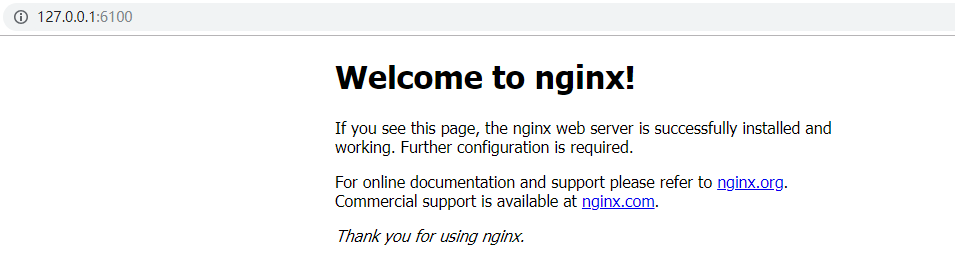 127.0.0.1:6100
Welcome to nginx!
If you see this page, the nginx web server is successfully installed and
working. Further configuration is required.
For online documentation and support please refer to nginx.org.
Commercial support is available at nginx.com.
Thank you for using nginx.